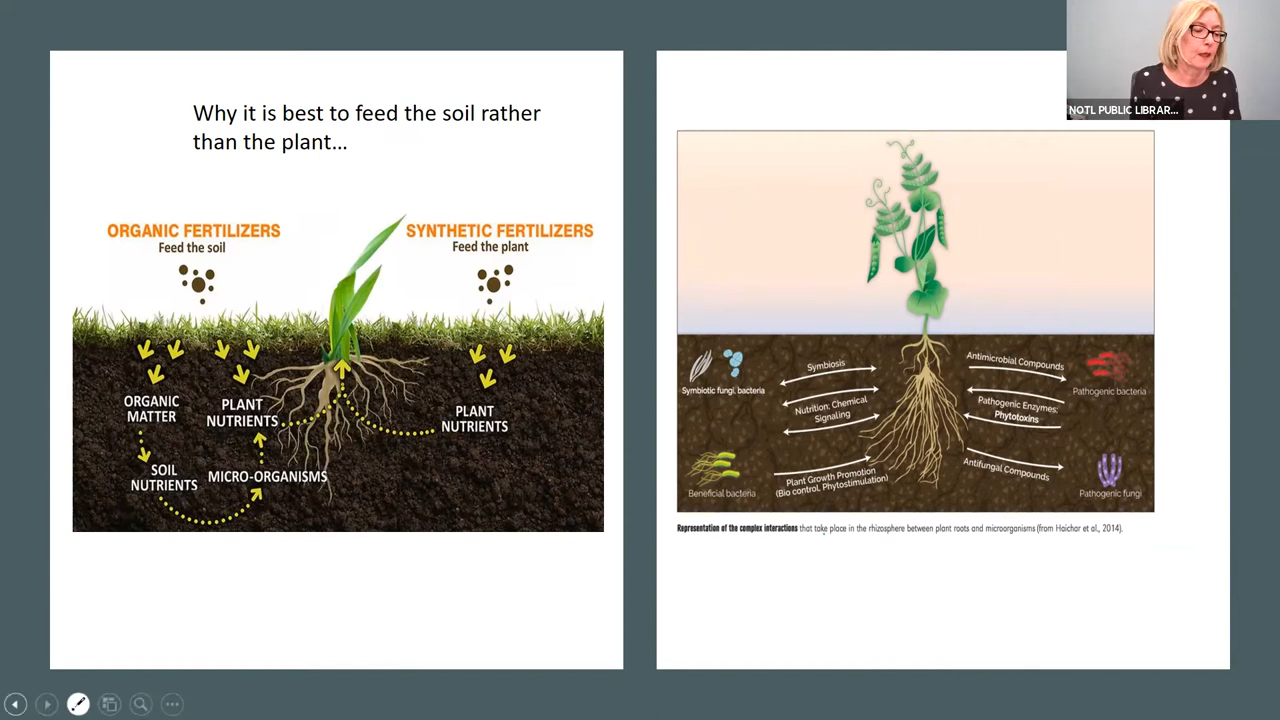 Why it is best to feed the soil rather
than the plant...
ORGANIC FERTILIZERS
Feed the soil
SYNTHETIC FERTILIZERS
Feed the plant
ORGANIC
MATTER
PLANT
NUTRIENTS
PLANT
NUTRIENTS
SOIL
NUTRIENTS
MICRO-ORGANISMS
NOTL PUBLIC LIBRAR...
Symbiotic fungi, bacteria
Symbiosis
Nutrition: Chemical
Signaling
Beneficial bacteria
Plant Growth Promotion
(Bio control, Phytostimulation)
Antimicrobial Compounds
Pathogenic bacteria
Pathogenic Enzymes;
Phytotoxins
Antifungal Compounds
Pathogenic fungi
Representation of the complex interactions that take place in the rhizosphere between plant roots and microorganisms (from Haichar et al., 2014).